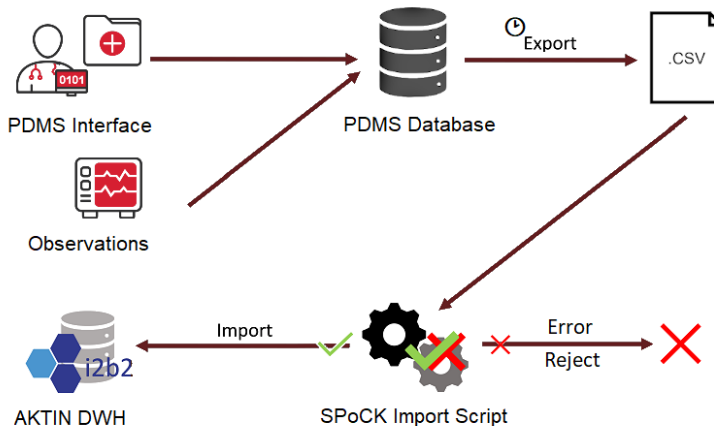 0101
PDMS Interface
PDMS Database
Export
.CSV
Observations
Import
Error
Reject
i2b2
AKTIN DWH
SPoCK Import Script